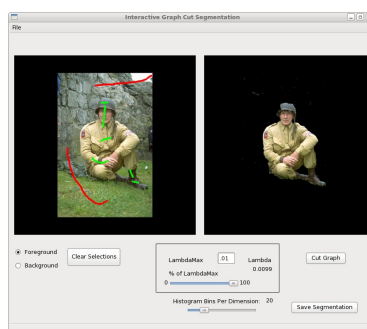 Interactive Graph Cut Segmentation
File
Foreground
Background
Clear Selections
LambdaMax .01 Lambda
0.0099
% of LambdaMax
0 100
Histogram Bins Per Dimension: 20
Cut Graph
Save Segmentation